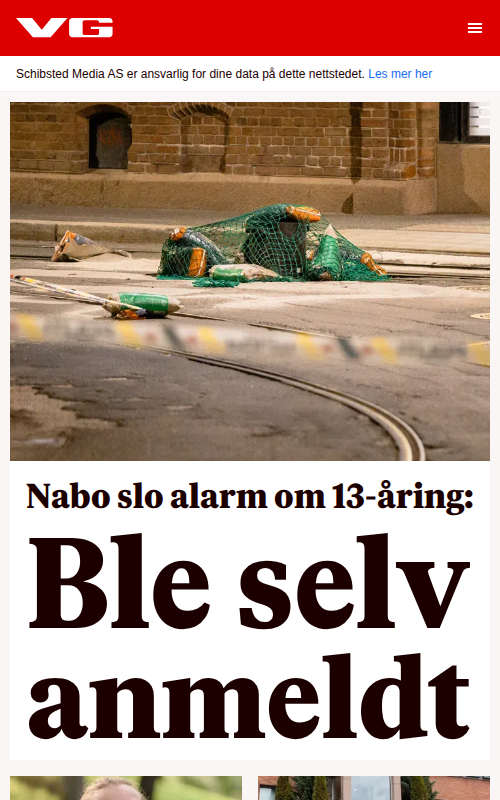 VG
Schibsted Media AS er ansvarlig for dine data på dette nettstedet. Les mer her
Nabo slo alarm om 13-åring:
Ble selv
anmeldt